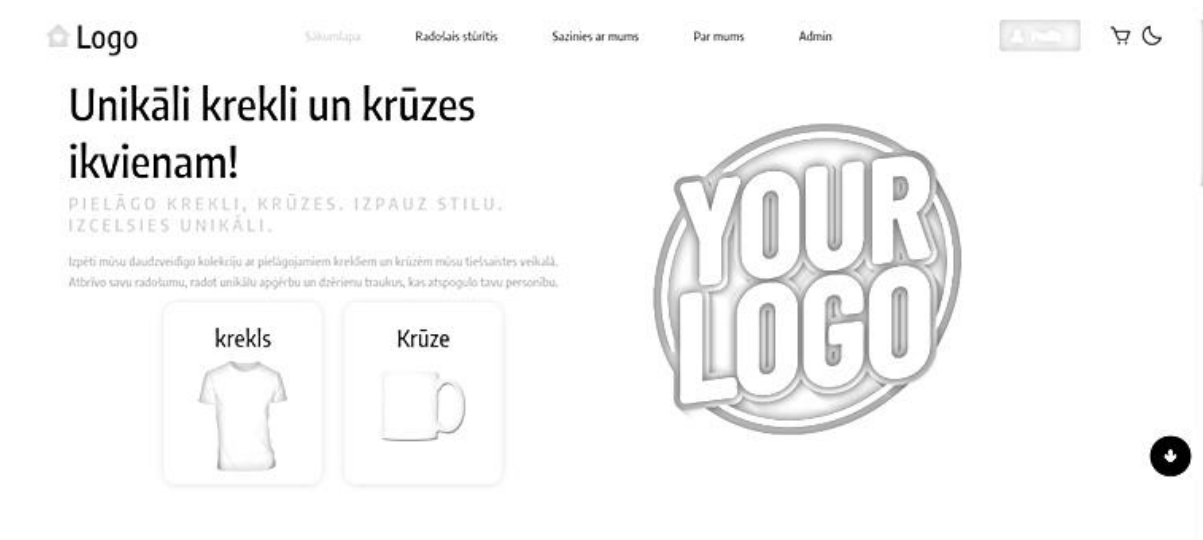 Logo
Sākumlapa
Radošais stūrītis
Sazinies ar mums
Par mums
Admin
Unikāli krekli un krūzes
ikvienam!
PIELĀGO KREKLI, KRŪZES. IZPAUZ STILU.
IZCELSIES UNIKĀLI.
Izpēti mūsu daudzveidīgo kolekciju ar pielāgojamiem krekliem un krūzēm mūsu tiešsaistes veikalā.
Atbrīvo savu radošumu, radot unikālu apģērbu un dzērienu traukus, kas atspoguļo tavu personību.
krekls
Krūze
YOUR
LOGO